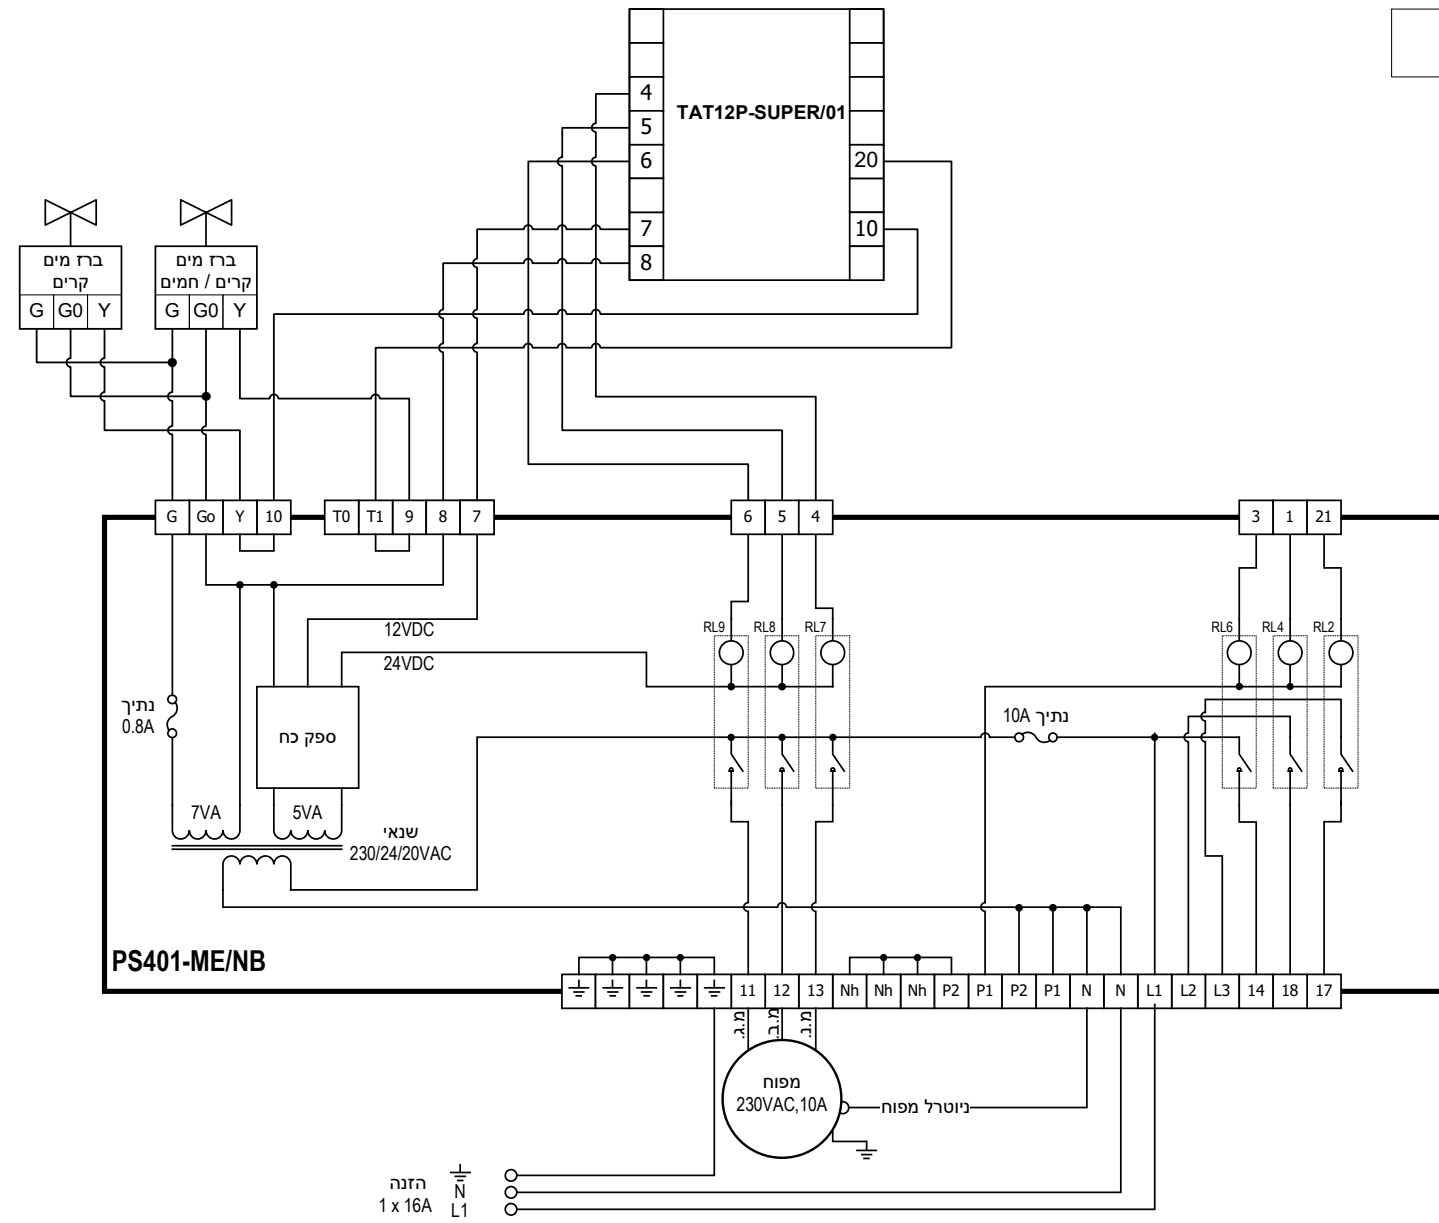 4
5
6
7
8
TAT12P-SUPER/01
20
10
ברז מים
קרים
G G0 Y
ברז מים
קרים / חמים
G G0 Y
G Go Y 10
T0 T1 9 8 7
6 5 4
3 1 21
12VDC
24VDC
RL9 RL8 RL7
RL6 RL4 RL2
נתיך
0.8A
ספק כח
נתיך 10A
7VA
5VA
שנאי
230/24/20VAC
PS401-ME/NB
11 12 13 Nh Nh Nh P2 P1 P2 P1 N N L1 L2 L3 14 18 17
מ.ג.
מ.ב.
מ.נ.
מפוח
230VAC,10A
ניוטרל מפוח
הזנה
1 x 16A
N
L1